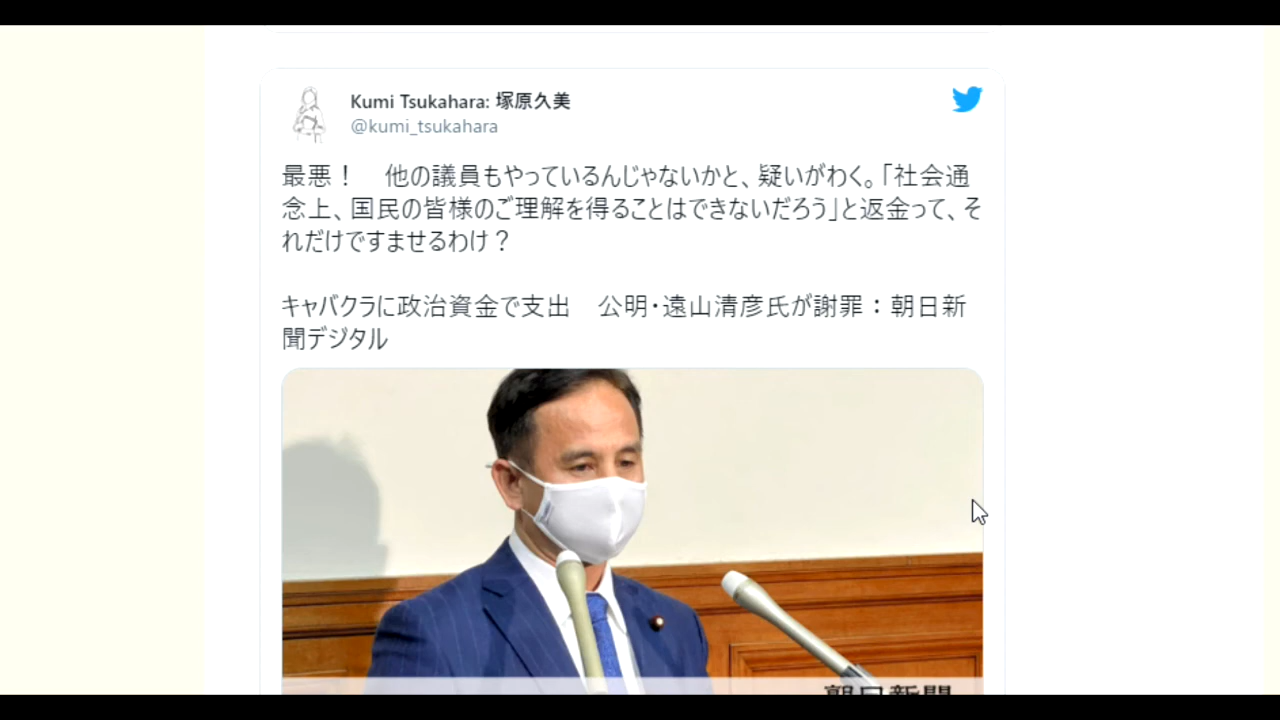 Kumi Tsukahara: 塚原久美
@kumi_tsukahara
最悪！　他の議員もやっているんじゃないかと、疑いがわく。「社会通
念上、国民の皆様のご理解を得ることはできないだろう」と返金って、そ
れだけですませるわけ？
キャバクラに政治資金で支出　公明・遠山清彦氏が謝罪：朝日新
聞デジタル
朝日新聞